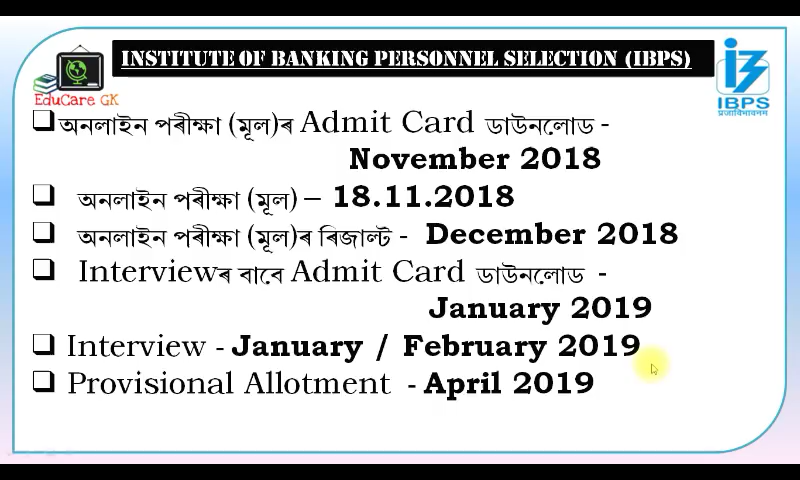 INSTITUTE OF BANKING PERSONNEL SELECTION (IBPS)
EduCare GK
IBPS
प्रज्ञाविभावनम
❑অনলাইন পৰীক্ষা (মূল)ৰ Admit Card ডাউনলোড -
November 2018
❑ অনলাইন পৰীক্ষা (মূল) – 18.11.2018
❑ অনলাইন পৰীক্ষা (মূল)ৰ ৰিজাল্ট - December 2018
❑ Interviewৰ বাবে Admit Card ডাউনলোড -
January 2019
❑ Interview - January / February 2019
❑ Provisional Allotment - April 2019